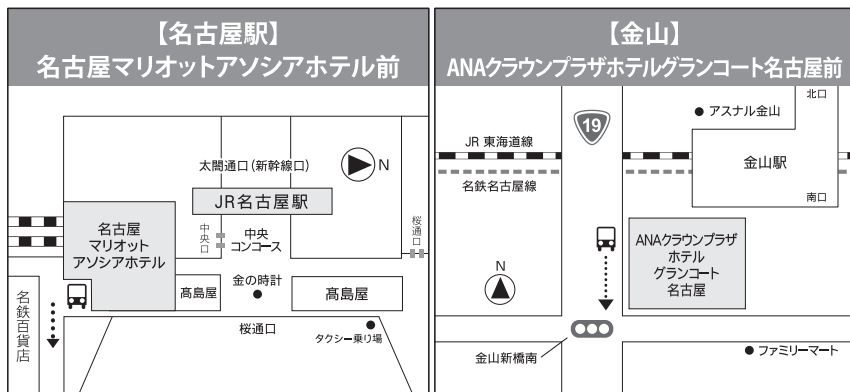 【名古屋駅】
名古屋マリオットアソシアホテル前
太閤通口(新幹線口)
N
JR名古屋駅
名古屋
マリオット
アソシアホテル
中央口
中央
コンコース
桜通口
金の時計
髙島屋
髙島屋
名鉄百貨店
桜通口
タクシー乗り場
【金山】
ANAクラウンプラザホテルグランコート名古屋前
北口
アスナル金山
19
JR 東海道線
金山駅
名鉄名古屋線
南口
ANAクラウンプラザ
ホテル
グランコート
名古屋
N
金山新橋南
ファミリーマート